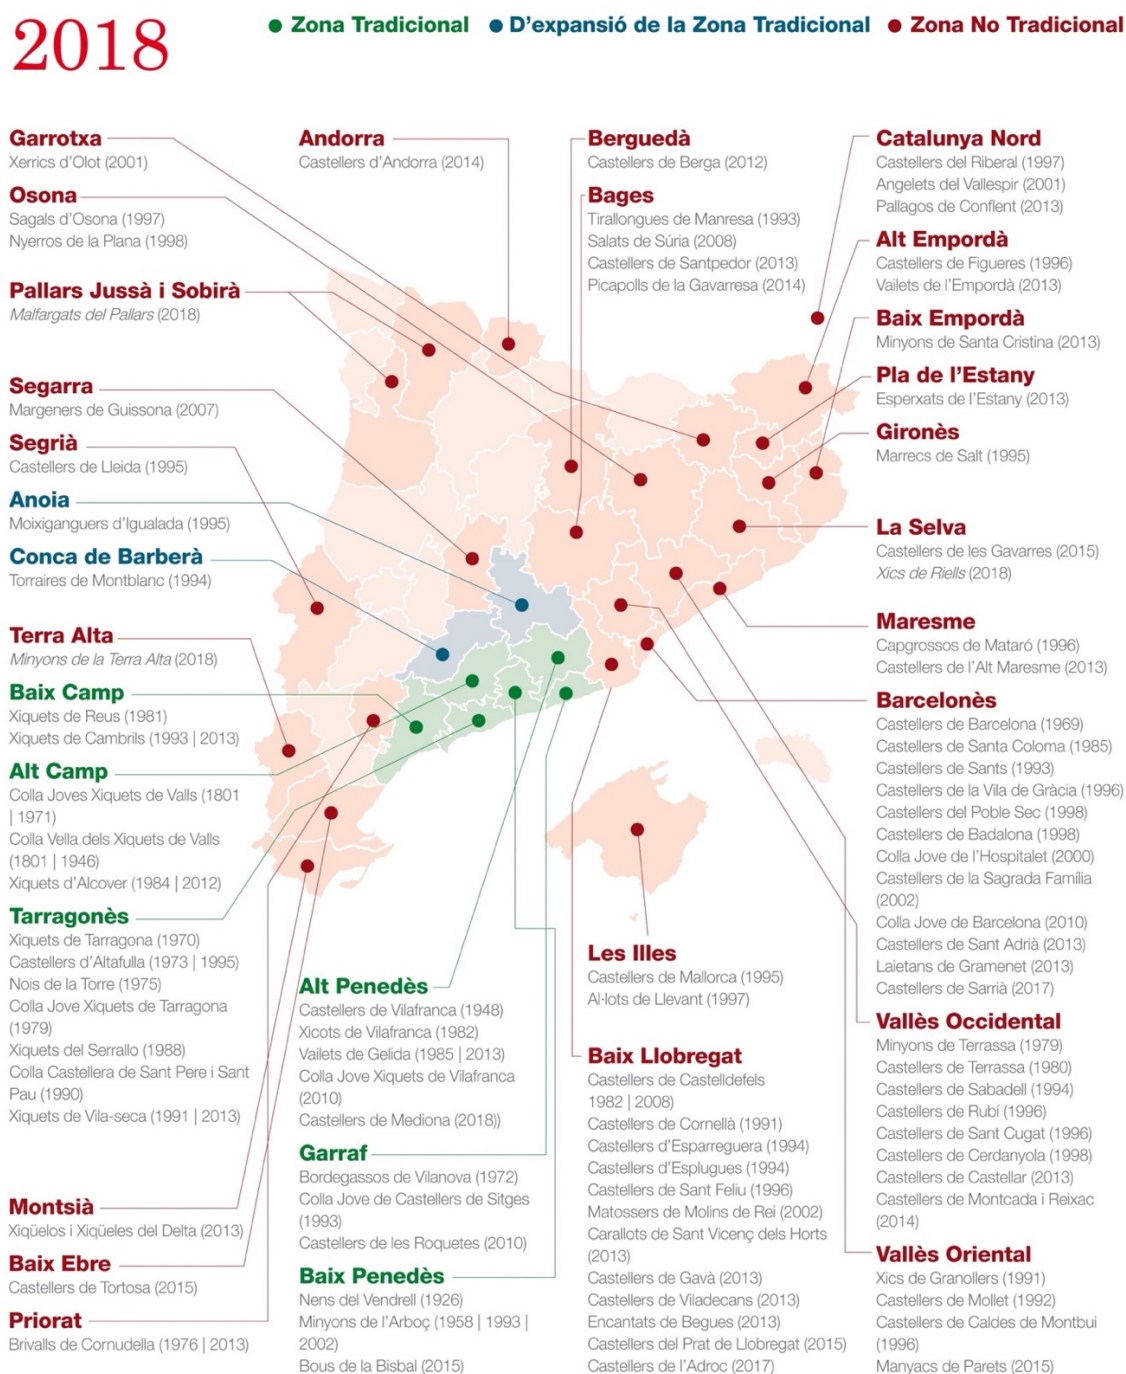 2018
Zona Tradicional
D'expansió de la Zona Tradicional
Zona No Tradicional
Garrotxa
Xerrics d'Olot (2001)
Osona
Sagals d'Osona (1997)
Nyerros de la Plana (1998)
Pallars Jussà i Sobirà
Malfargats del Pallars (2018)
Segarra
Margeners de Guissona (2007)
Segrià
Castellers de Lleida (1995)
Anoia
Moixiganguers d'Igualada (1995)
Conca de Barberà
Torraires de Montblanc (1994)
Terra Alta
Minyons de la Terra Alta (2018)
Baix Camp
Xiquets de Reus (1981)
Xiquets de Cambrils (1993 | 2013)
Alt Camp
Colla Joves Xiquets de Valls (1801
| 1971)
Colla Vella dels Xiquets de Valls
(1801 | 1946)
Xiquets d'Alcover (1984 | 2012)
Tarragonès
Xiquets de Tarragona (1970)
Castellers d'Altafulla (1973 | 1995)
Nois de la Torre (1975)
Colla Jove Xiquets de Tarragona
(1979)
Xiquets del Serrallo (1988)
Colla Castellera de Sant Pere i Sant
Pau (1990)
Xiquets de Vila-seca (1991 | 2013)
Montsià
Xiqüelos i Xiqüeles del Delta (2013)
Baix Ebre
Castellers de Tortosa (2015)
Priorat
Brivalls de Cornudella (1976 | 2013)
Andorra
Castellers d'Andorra (2014)
Alt Penedès
Castellers de Vilafranca (1948)
Xicots de Vilafranca (1982)
Vailets de Gelida (1985 | 2013)
Colla Jove Xiquets de Vilafranca
(2010)
Castellers de Mediona (2018))
Garraf
Bordegassos de Vilanova (1972)
Colla Jove de Castellers de Sitges
(1993)
Castellers de les Roquetes (2010)
Baix Penedès
Nens del Vendrell (1926)
Minyons de l'Arboç (1958 | 1993 |
2002)
Bous de la Bisbal (2015)
Berguedà
Castellers de Berga (2012)
Bages
Tirallongues de Manresa (1993)
Salats de Súria (2008)
Castellers de Santpedor (2013)
Picapolls de la Gavarresa (2014)
Les Illes
Castellers de Mallorca (1995)
Al·lots de Llevant (1997)
Baix Llobregat
Castellers de Castelldefels
1982 | 2008)
Castellers de Cornellà (1991)
Castellers d'Esparreguera (1994)
Castellers d'Esplugues (1994)
Castellers de Sant Feliu (1996)
Matossers de Molins de Rei (2002)
Carallots de Sant Vicenç dels Horts
(2013)
Castellers de Gavà (2013)
Castellers de Viladecans (2013)
Encantats de Begues (2013)
Castellers del Prat de Llobregat (2015)
Castellers de l'Adroc (2017)
Catalunya Nord
Castellers del Riberal (1997)
Angelets del Vallespir (2001)
Pallagos de Conflent (2013)
Alt Empordà
Castellers de Figueres (1996)
Vailets de l'Empordà (2013)
Baix Empordà
Minyons de Santa Cristina (2013)
Pla de l'Estany
Esperxats de l'Estany (2013)
Gironès
Marrecs de Salt (1995)
La Selva
Castellers de les Gavarres (2015)
Xics de Riells (2018)
Maresme
Capgrossos de Mataró (1996)
Castellers de l'Alt Maresme (2013)
Barcelonès
Castellers de Barcelona (1969)
Castellers de Santa Coloma (1985)
Castellers de Sants (1993)
Castellers de la Vila de Gràcia (1996)
Castellers del Poble Sec (1998)
Castellers de Badalona (1998)
Colla Jove de l'Hospitalet (2000)
Castellers de la Sagrada Família
(2002)
Colla Jove de Barcelona (2010)
Castellers de Sant Adrià (2013)
Laietans de Gramenet (2013)
Castellers de Sarrià (2017)
Vallès Occidental
Minyons de Terrassa (1979)
Castellers de Terrassa (1980)
Castellers de Sabadell (1994)
Castellers de Rubí (1996)
Castellers de Sant Cugat (1996)
Castellers de Cerdanyola (1998)
Castellers de Castellar (2013)
Castellers de Montcada i Reixac
(2014)
Vallès Oriental
Xics de Granollers (1991)
Castellers de Mollet (1992)
Castellers de Caldes de Montbui
(1996)
Manyacs de Parets (2015)